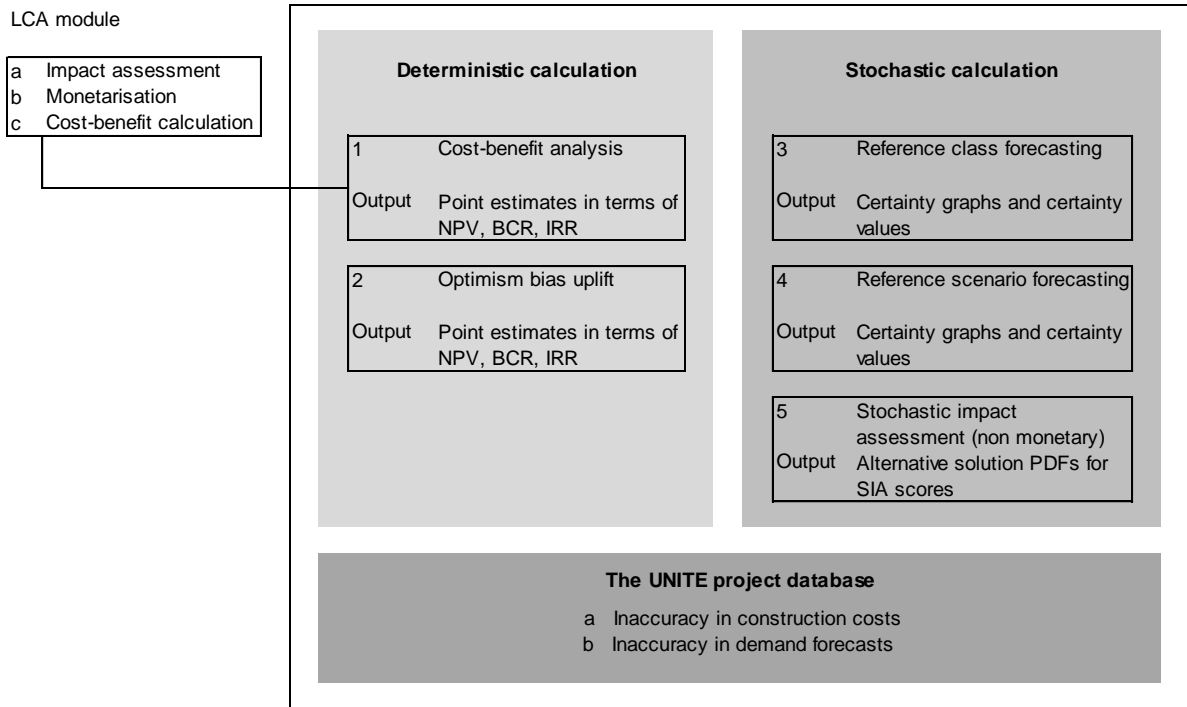 LCA module
a Impact assessment
b Monetarisation
c Cost-benefit calculation
Deterministic calculation
1 Cost-benefit analysis
Output Point estimates in terms of
NPV, BCR, IRR
2 Optimism bias uplift
Output Point estimates in terms of
NPV, BCR, IRR
Stochastic calculation
3 Reference class forecasting
Output Certainty graphs and certainty
values
4 Reference scenario forecasting
Output Certainty graphs and certainty
values
5 Stochastic impact
assessment (non monetary)
Output Alternative solution PDFs for
SIA scores
The UNITE project database
a Inaccuracy in construction costs
b Inaccuracy in demand forecasts